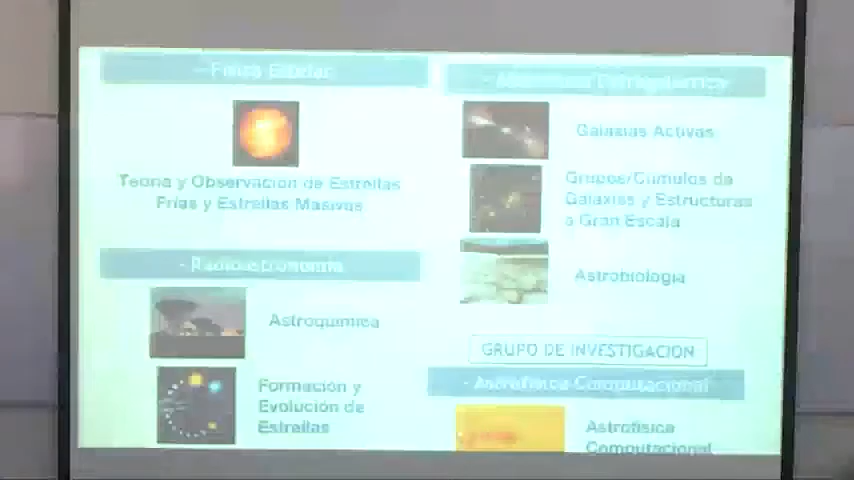 - Física Estelar
Teoría y Observación de Estrellas
Frías y Estrellas Masivas
- Radioastronomía
Astroquímica
Formación y
Evolución de
Estrellas
Galaxias Activas
Grupos/Cúmulos de
Galaxias y Estructuras
a Gran Escala
Astrobiología
GRUPO DE INVESTIGACIÓN
- Astrofísica Computacional
Astrofísica
Computacional